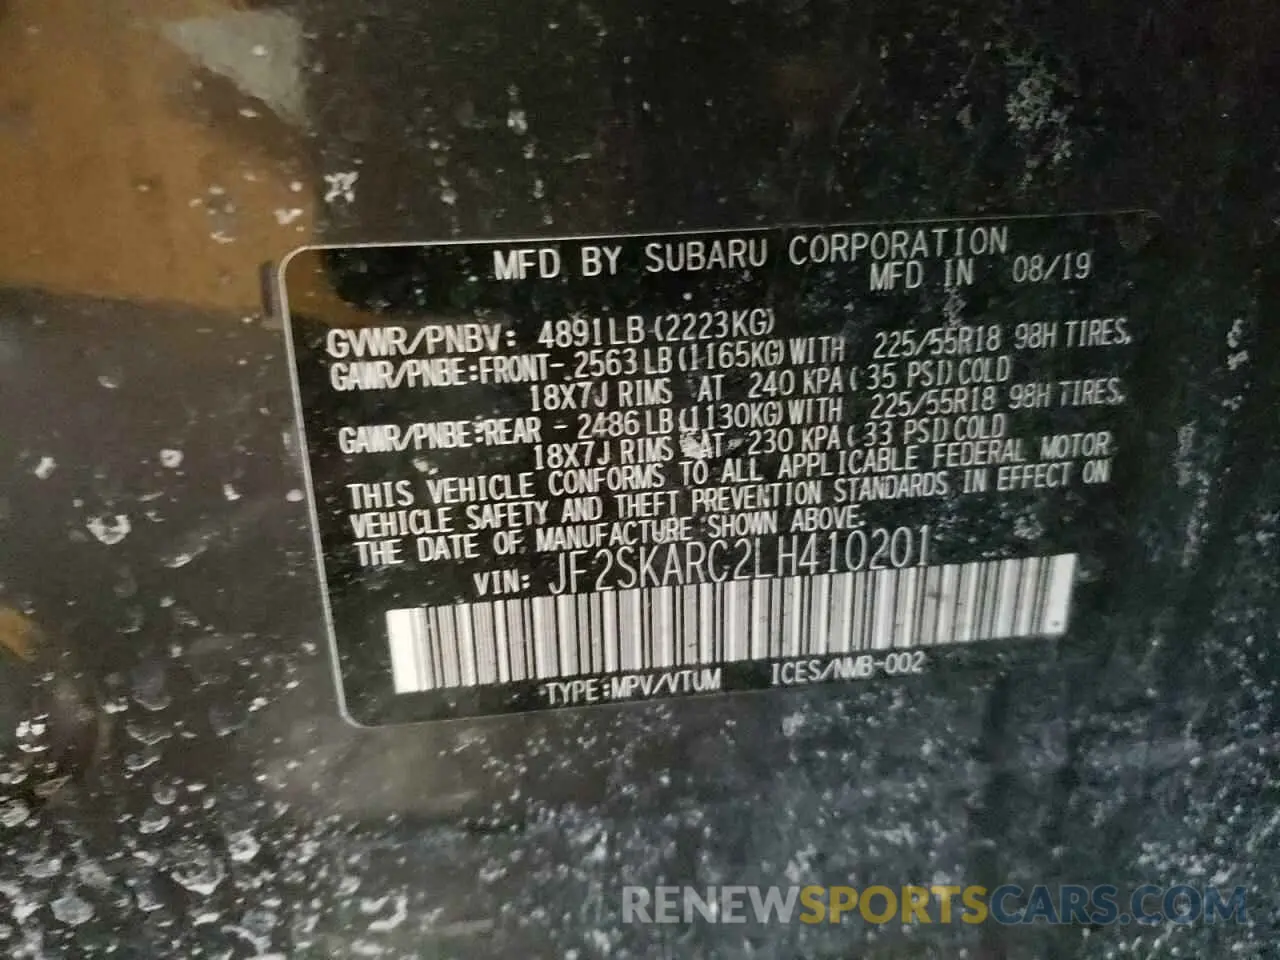 MFD BY SUBARU CORPORATION
MFD IN 08/19
GVWR/PNBV: 4891LB(2223KG)
GAWR/PNBE:FRONT- 2563LB(1165KG)WITH 225/55R18 98H TIRES,
18X7J RIMS AT 240 KPA(35 PSI)COLD
GAWR/PNBE:REAR - 2486LB(1130KG)WITH 225/55R18 98H TIRES,
18X7J RIMS AT 230 KPA(33 PSI)COLD
THIS VEHICLE CONFORMS TO ALL APPLICABLE FEDERAL MOTOR
VEHICLE SAFETY AND THEFT PREVENTION STANDARDS IN EFFECT ON
THE DATE OF MANUFACTURE SHOWN ABOVE.
VIN: JF2SKARC2LH410201
TYPE:MPV/VTUM ICES/NMB-002
RENEWSPORTSCARS.COM